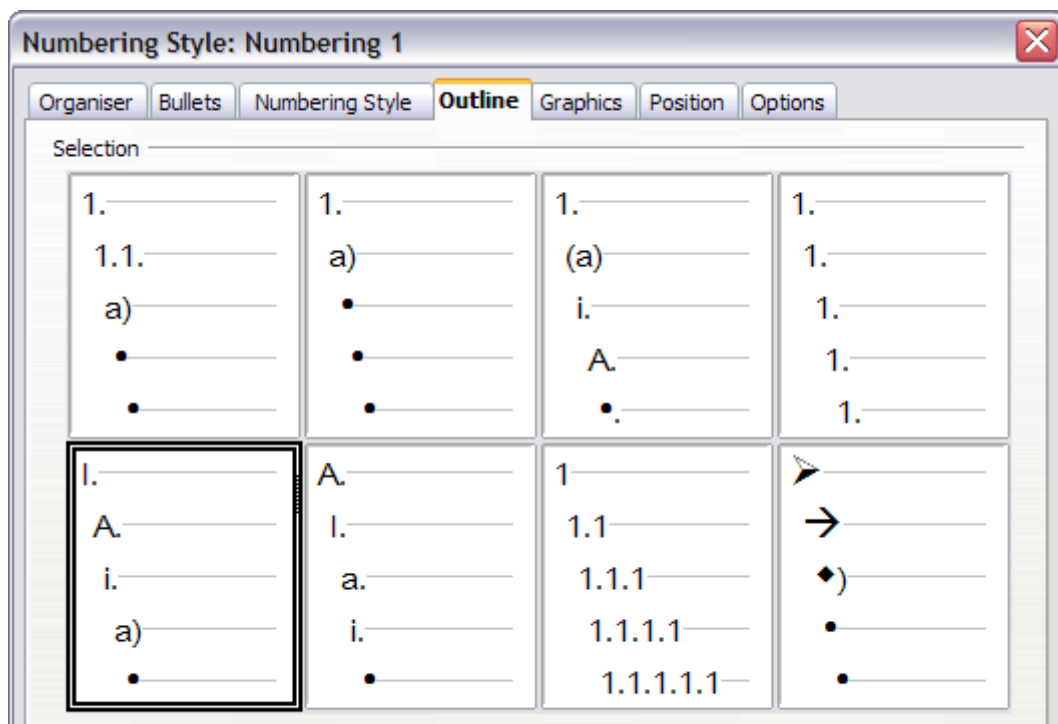 Numbering Style: Numbering 1
Organiser Bullets Numbering Style Outline Graphics Position Options
Selection
1.
1.1.
a)
•
•
1.
a)
•
•
•
1.
(a)
i.
A.
•.
1.
1.
1.
1.
1.
I.
A.
i.
a)
•
A.
I.
a.
i.
•
1
1.1
1.1.1
1.1.1.1
1.1.1.1.1
➢
→
◆)
•
•